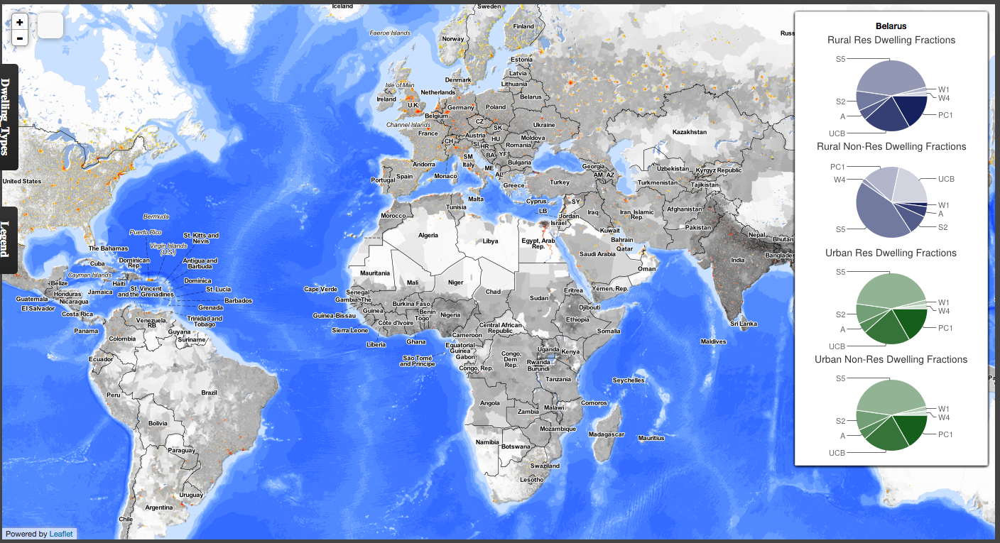 +
-
Dwelling_Types
Legend
Iceland
Sweden
Faeroe Islands
Finland
Norway
Russ
Estonia
Latvia
Denmark
Lithuania
Isle of Man
Netherlands
Ireland
U.K.
Belarus
Germany
Poland
Belgium
CZ
Ukraine
Channel Islands
SK
France
Austria
Kazakhstan
CH
HU
Moldova
SI
HR
Romania
BA
YF
SM
Italy
Andorra
Bulgaria
Georgia
ME
Uzbekistan
Kyrgyz Republic
Spain
Monaco
AL
AM
AZ
Portugal
Greece
Turkey
Turkmenistan
Tajikistan
United States
Malta
Cyprus
SY
Tunisia
LB
Iraq
Iran, Islamic
Rep.
Afghanistan
Morocco
Jordan
Israel
Bermuda
Pakistan
Kuwait
Nepal
Algeria
Libya
Egypt, Arab
Rep.
Bahrain
Bhutan
Puerto Rico
St. Kitts and
Nevis
Qatar
Saudi Arabia
Bangladesh
Virgin Islands
(U.S.)
The Bahamas
India
Cuba
Dominican
Rep.
Antigua and
Barbuda
Oman
Cayman Islands
Mauritania
Mali
Niger
Belize
Haiti
Dominica
Chad
Eritrea
Yemen, Rep.
Honduras
Jamaica
St. Vincent
and the Grenadines
St. Lucia
Cape Verde
Senegal
Gambia, The
Sudan
Guatemala
Nicaragua
Barbados
Burkina Faso
Djibouti
El Salvador
Grenada
Guinea
Benin
Togo
Nigeria
Costa Rica
Guinea-Bissau
Ethiopia
Trinidad and
Tobago
Côte d'Ivoire
Central African
Republic
Somalia
Sri Lanka
Venezuela,
RB
Panama
Guyana
Sierra Leone
Cameroon
Colombia
Suriname
Liberia
Ghana
Equatorial
Guinea
Maldives
Ecuador
São Tomé
and Principe
Gabon
Congo,
Dem.
Rep.
Uganda
Kenya
Congo, Rep.
Rwanda
Burundi
Tanzania
Seychelles
Peru
Brazil
Angola
Malawi
Comoros
Zambia
Bolivia
Mozambique
Madagascar
Mauritius
Namibia
Botswana
Paraguay
Swaziland
Lesotho
Uruguay
Argentina
Chile
Pa
Powered by Leaflet
Belarus
Rural Res Dwelling Fractions
S5
W1
W4
S2
A
PC1
UCB
Rural Non-Res Dwelling Fractions
PC1
W4
UCB
W1
A
S2
S5
Urban Res Dwelling Fractions
S5
W1
W4
S2
A
PC1
UCB
Urban Non-Res Dwelling Fractions
S5
W1
W4
S2
A
PC1
UCB